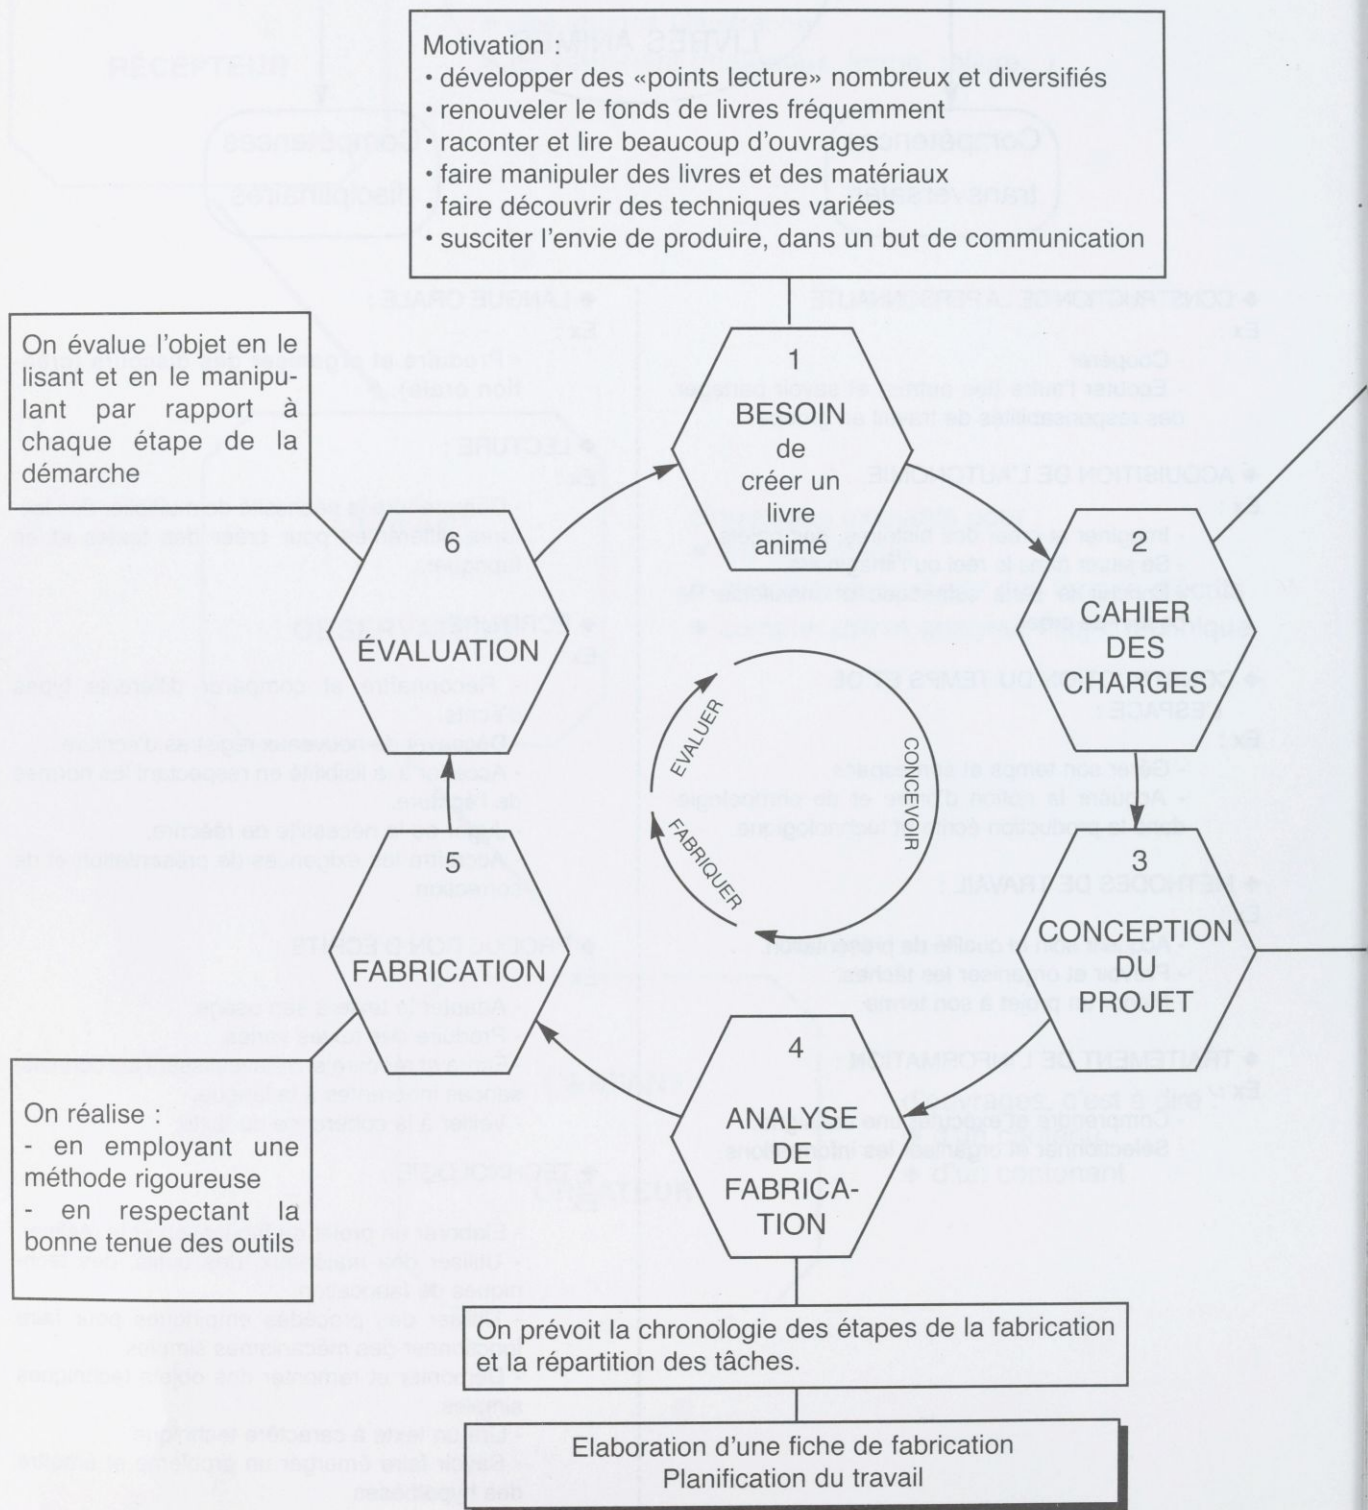 Motivation :
• développer des «points lecture» nombreux et diversifiés
• renouveler le fonds de livres fréquemment
• raconter et lire beaucoup d'ouvrages
• faire manipuler des livres et des matériaux
• faire découvrir des techniques variées
• susciter l'envie de produire, dans un but de communication
On évalue l'objet en le
lisant et en le manipu-
lant par rapport à
chaque étape de la
démarche
1
BESOIN
de
créer un
livre
animé
2
CAHIER
DES
CHARGES
3
CONCEPTION
DU
PROJET
4
ANALYSE
DE
FABRICA-
TION
5
FABRICATION
6
ÉVALUATION
CONCEVOIR
FABRIQUER
EVALUER
On réalise :
- en employant une
méthode rigoureuse
- en respectant la
bonne tenue des outils
On prévoit la chronologie des étapes de la fabrication
et la répartition des tâches.
Elaboration d'une fiche de fabrication
Planification du travail